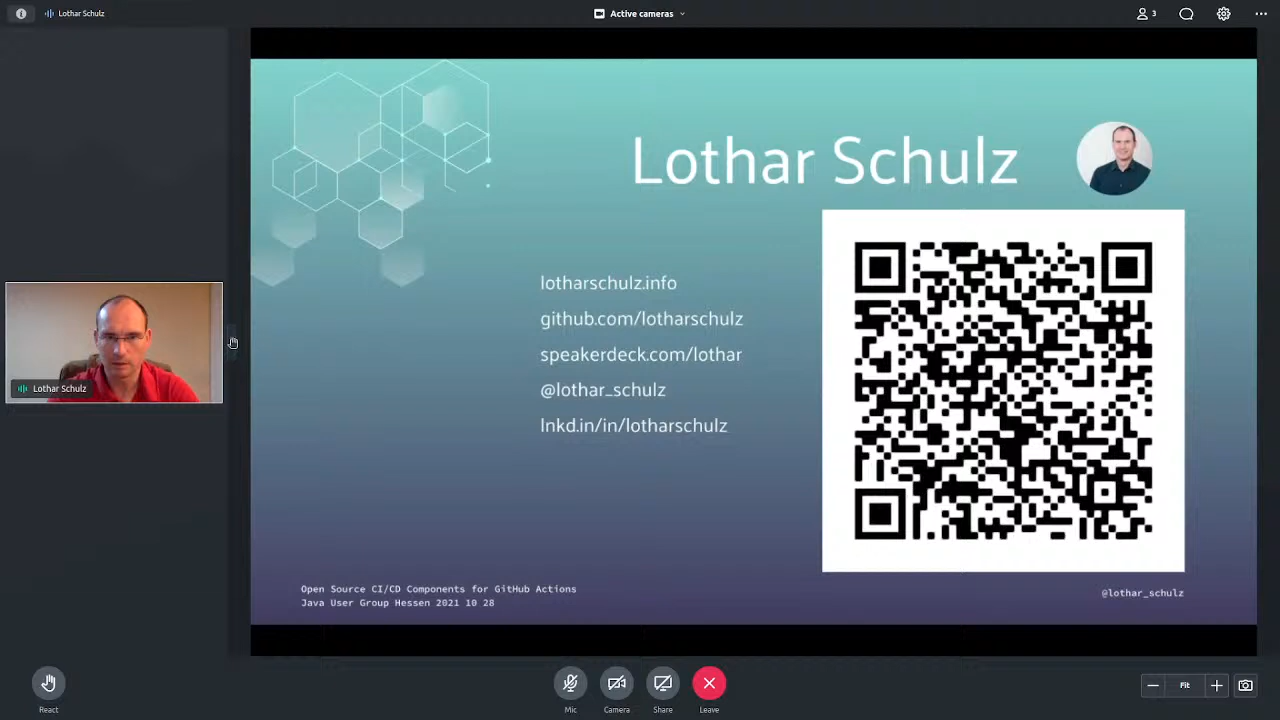 Lothar Schulz
Active cameras
3
Lothar Schulz
lotharschulz.info
github.com/lotharschulz
speakerdeck.com/lothar
@lothar_schulz
lnkd.in/in/lotharschulz
Lothar Schulz
Open Source CI/CD Components for GitHub Actions
Java User Group Hessen 2021 10 28
@lothar_schulz
React
Mic
Camera
Share
Leave
Fit